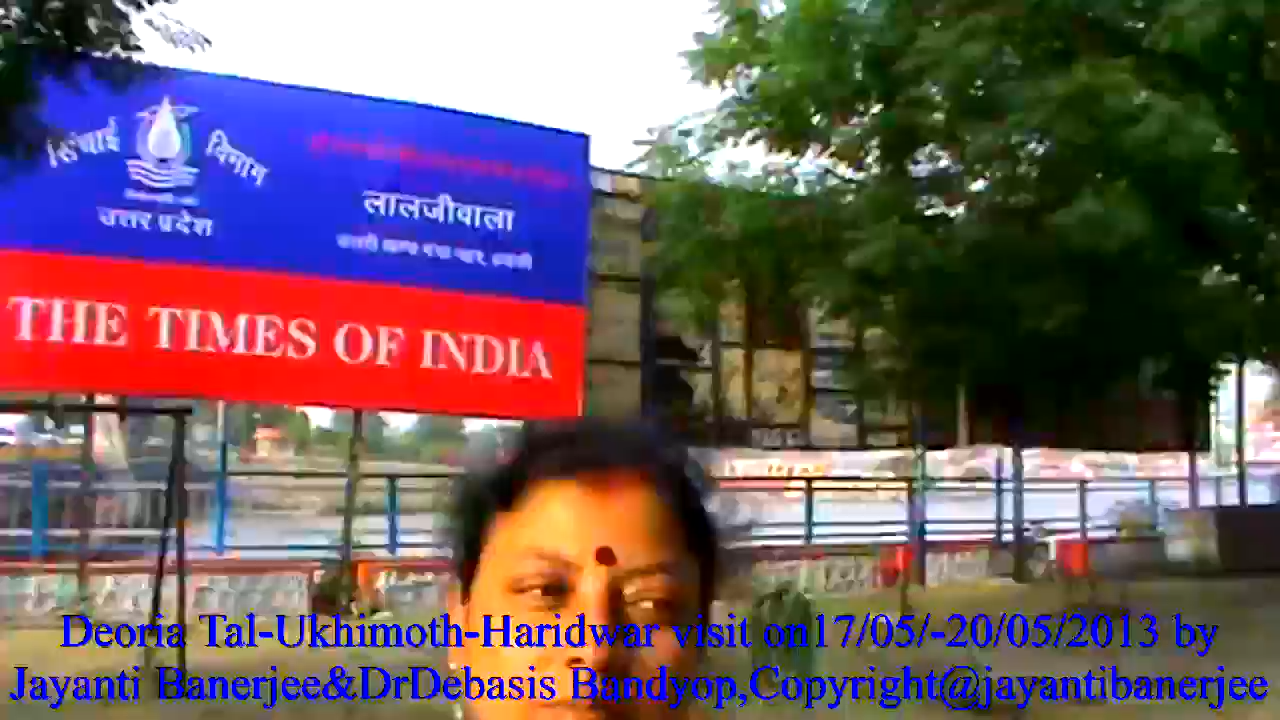 सिंचाई विभाग
उत्तर प्रदेश
लालजीवाला
THE TIMES OF INDIA
Deoria Tal-Ukhimoth-Haridwar visit on17/05/-20/05/2013 by
Jayanti Banerjee&DrDebasis Bandyop,Copyright@jayantibanerjee